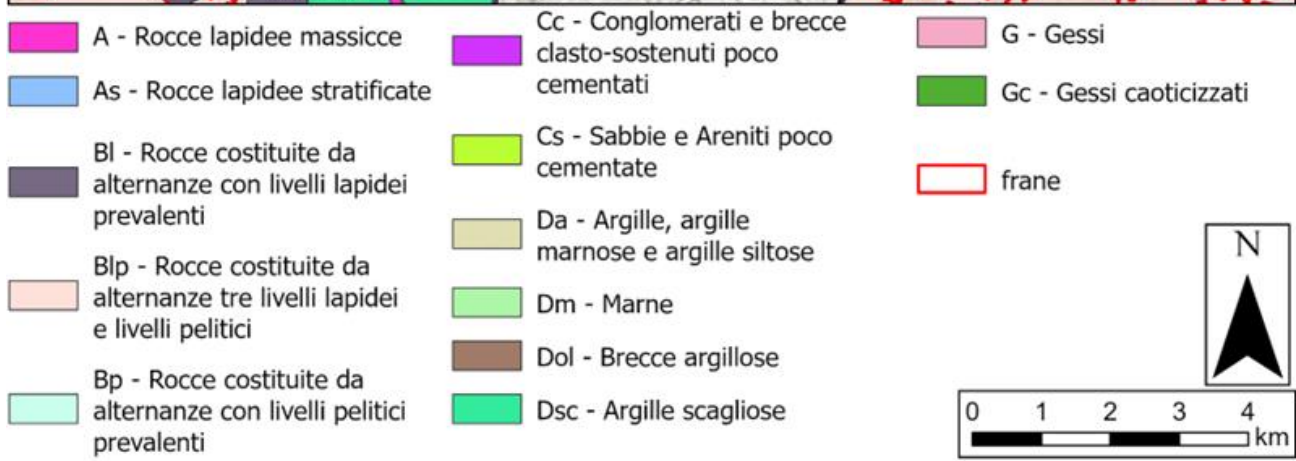 A - Rocce lapidee massicce
As - Rocce lapidee stratificate
Bl - Rocce costituite da
alternanze con livelli lapidei
prevalenti
Blp - Rocce costituite da
alternanze tre livelli lapidei
e livelli pelitici
Bp - Rocce costituite da
alternanze con livelli pelitici
prevalenti
Cc - Conglomerati e brecce
clasto-sostenuti poco
cementati
Cs - Sabbie e Areniti poco
cementate
Da - Argille, argille
marnose e argille siltose
Dm - Marne
Dol - Brecce argillose
Dsc - Argille scagliose
G - Gessi
Gc - Gessi caoticizzati
frane
N
0 1 2 3 4
km